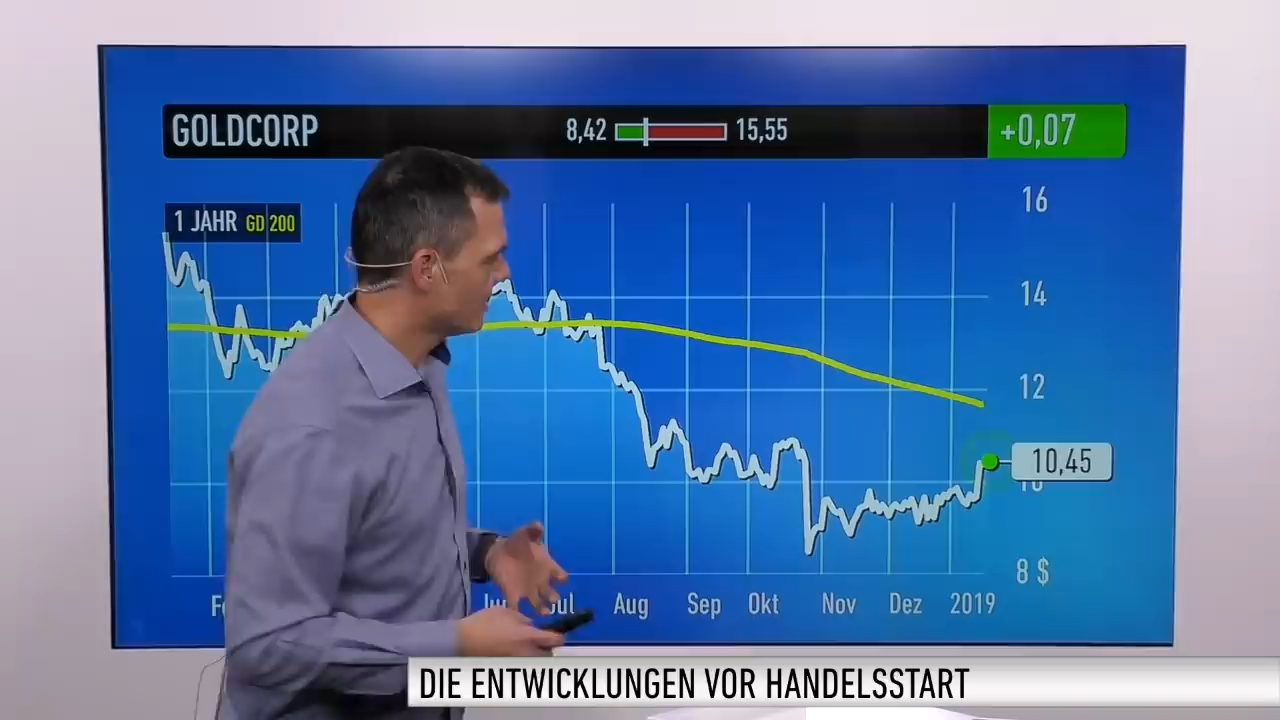 GOLDCORP 8,42 15,55 +0,07
1 JAHR GD 200
16
14
12
10,45
8 $
Aug Sep Okt Nov Dez 2019
DIE ENTWICKLUNGEN VOR HANDELSSTART